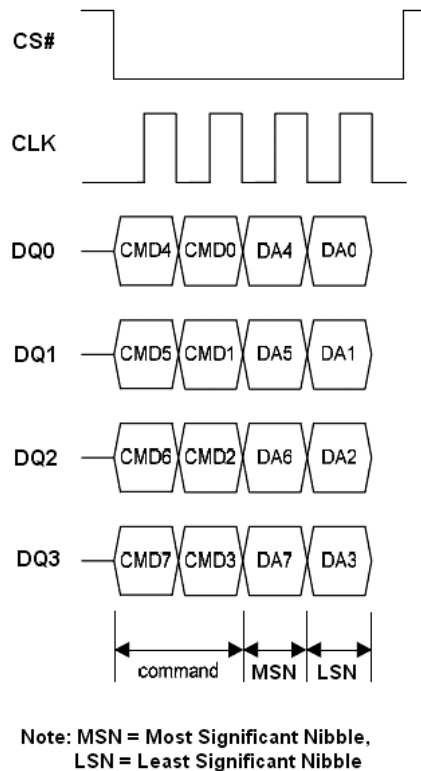 CS#
CLK
DQ0 CMD4 CMD0 DA4 DA0
DQ1 CMD5 CMD1 DA5 DA1
DQ2 CMD6 CMD2 DA6 DA2
DQ3 CMD7 CMD3 DA7 DA3
command MSN LSN
Note: MSN = Most Significant Nibble,
LSN = Least Significant Nibble